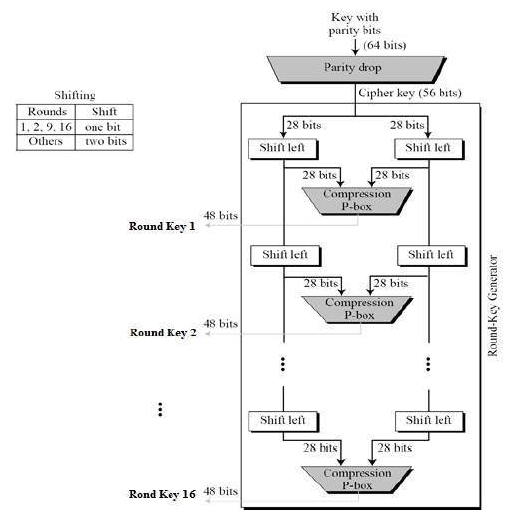 Key with
parity bits
(64 bits)
Parity drop
Cipher key (56 bits)
Shifting
Rounds Shift
1, 2, 9. 16 one bit
Others two bits
28 bits 28 bits
Shift left Shift left
28 bits 28 bits
Compression
P-box
48 bits
Round Key 1
Shift left Shift left
28 bits 28 bits
Compression
P-box
48 bits
Round Key 2
Round-Key Generator
Shift left Shift left
28 bits 28 bits
Compression
P-box
48 bits
Rond Key 16